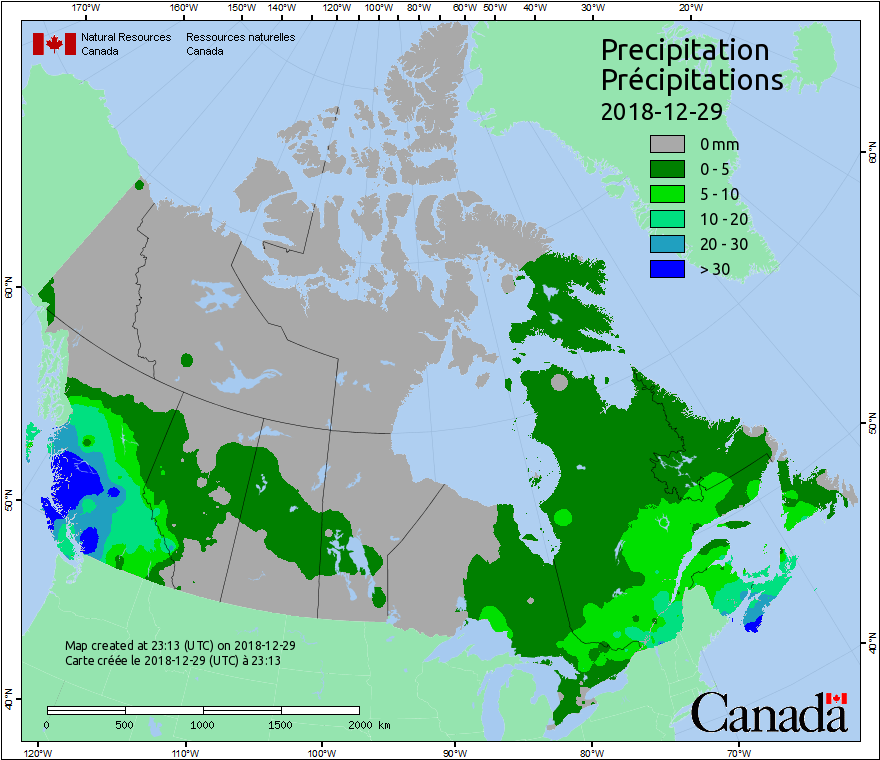 170°W 160°W 150°W 140°W 130°W 120°W 110°W 100°W 90°W 80°W 60°W 50°W 40°W 30°W 20°W
Natural Resources Ressources naturelles
Canada Canada
Precipitation
Précipitations
2018-12-29
0 mm
0 - 5
5 - 10
10 - 20
20 - 30
> 30
60°N 60°N
50°N 50°N
40°N 40°N
Map created at 23:13 (UTC) on 2018-12-29
Carte créée le 2018-12-29 (UTC) à 23:13
0 500 1000 1500 2000 km
Canada
120°W 110°W 100°W 90°W 80°W 70°W